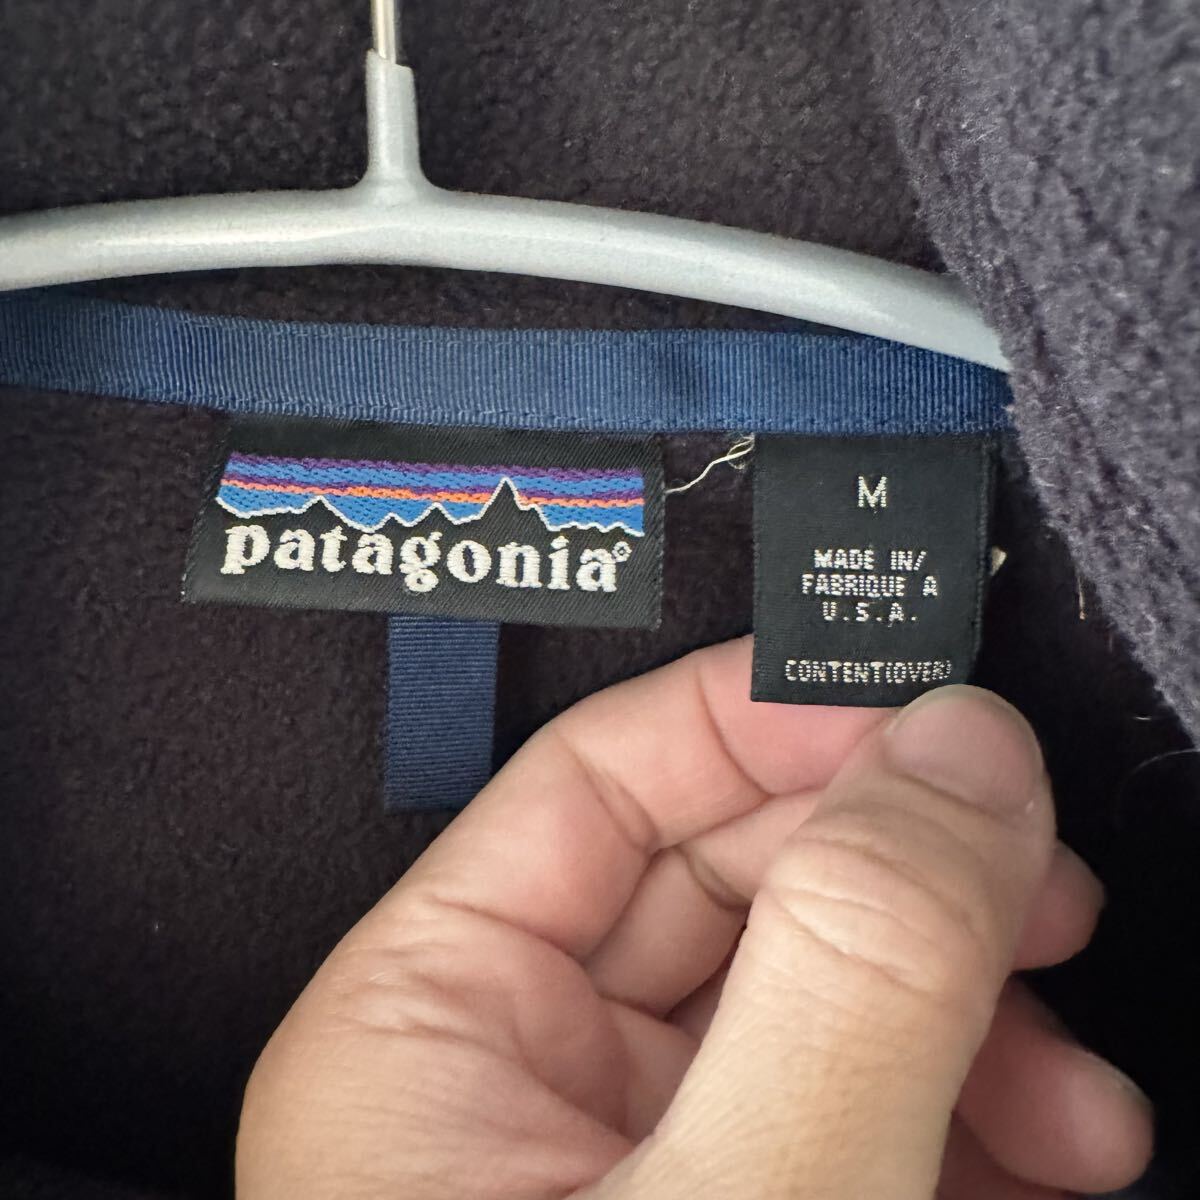 patagonia®
M
MADE IN/
FABRIQUE A
U.S.A.
CONTENT(OVER)